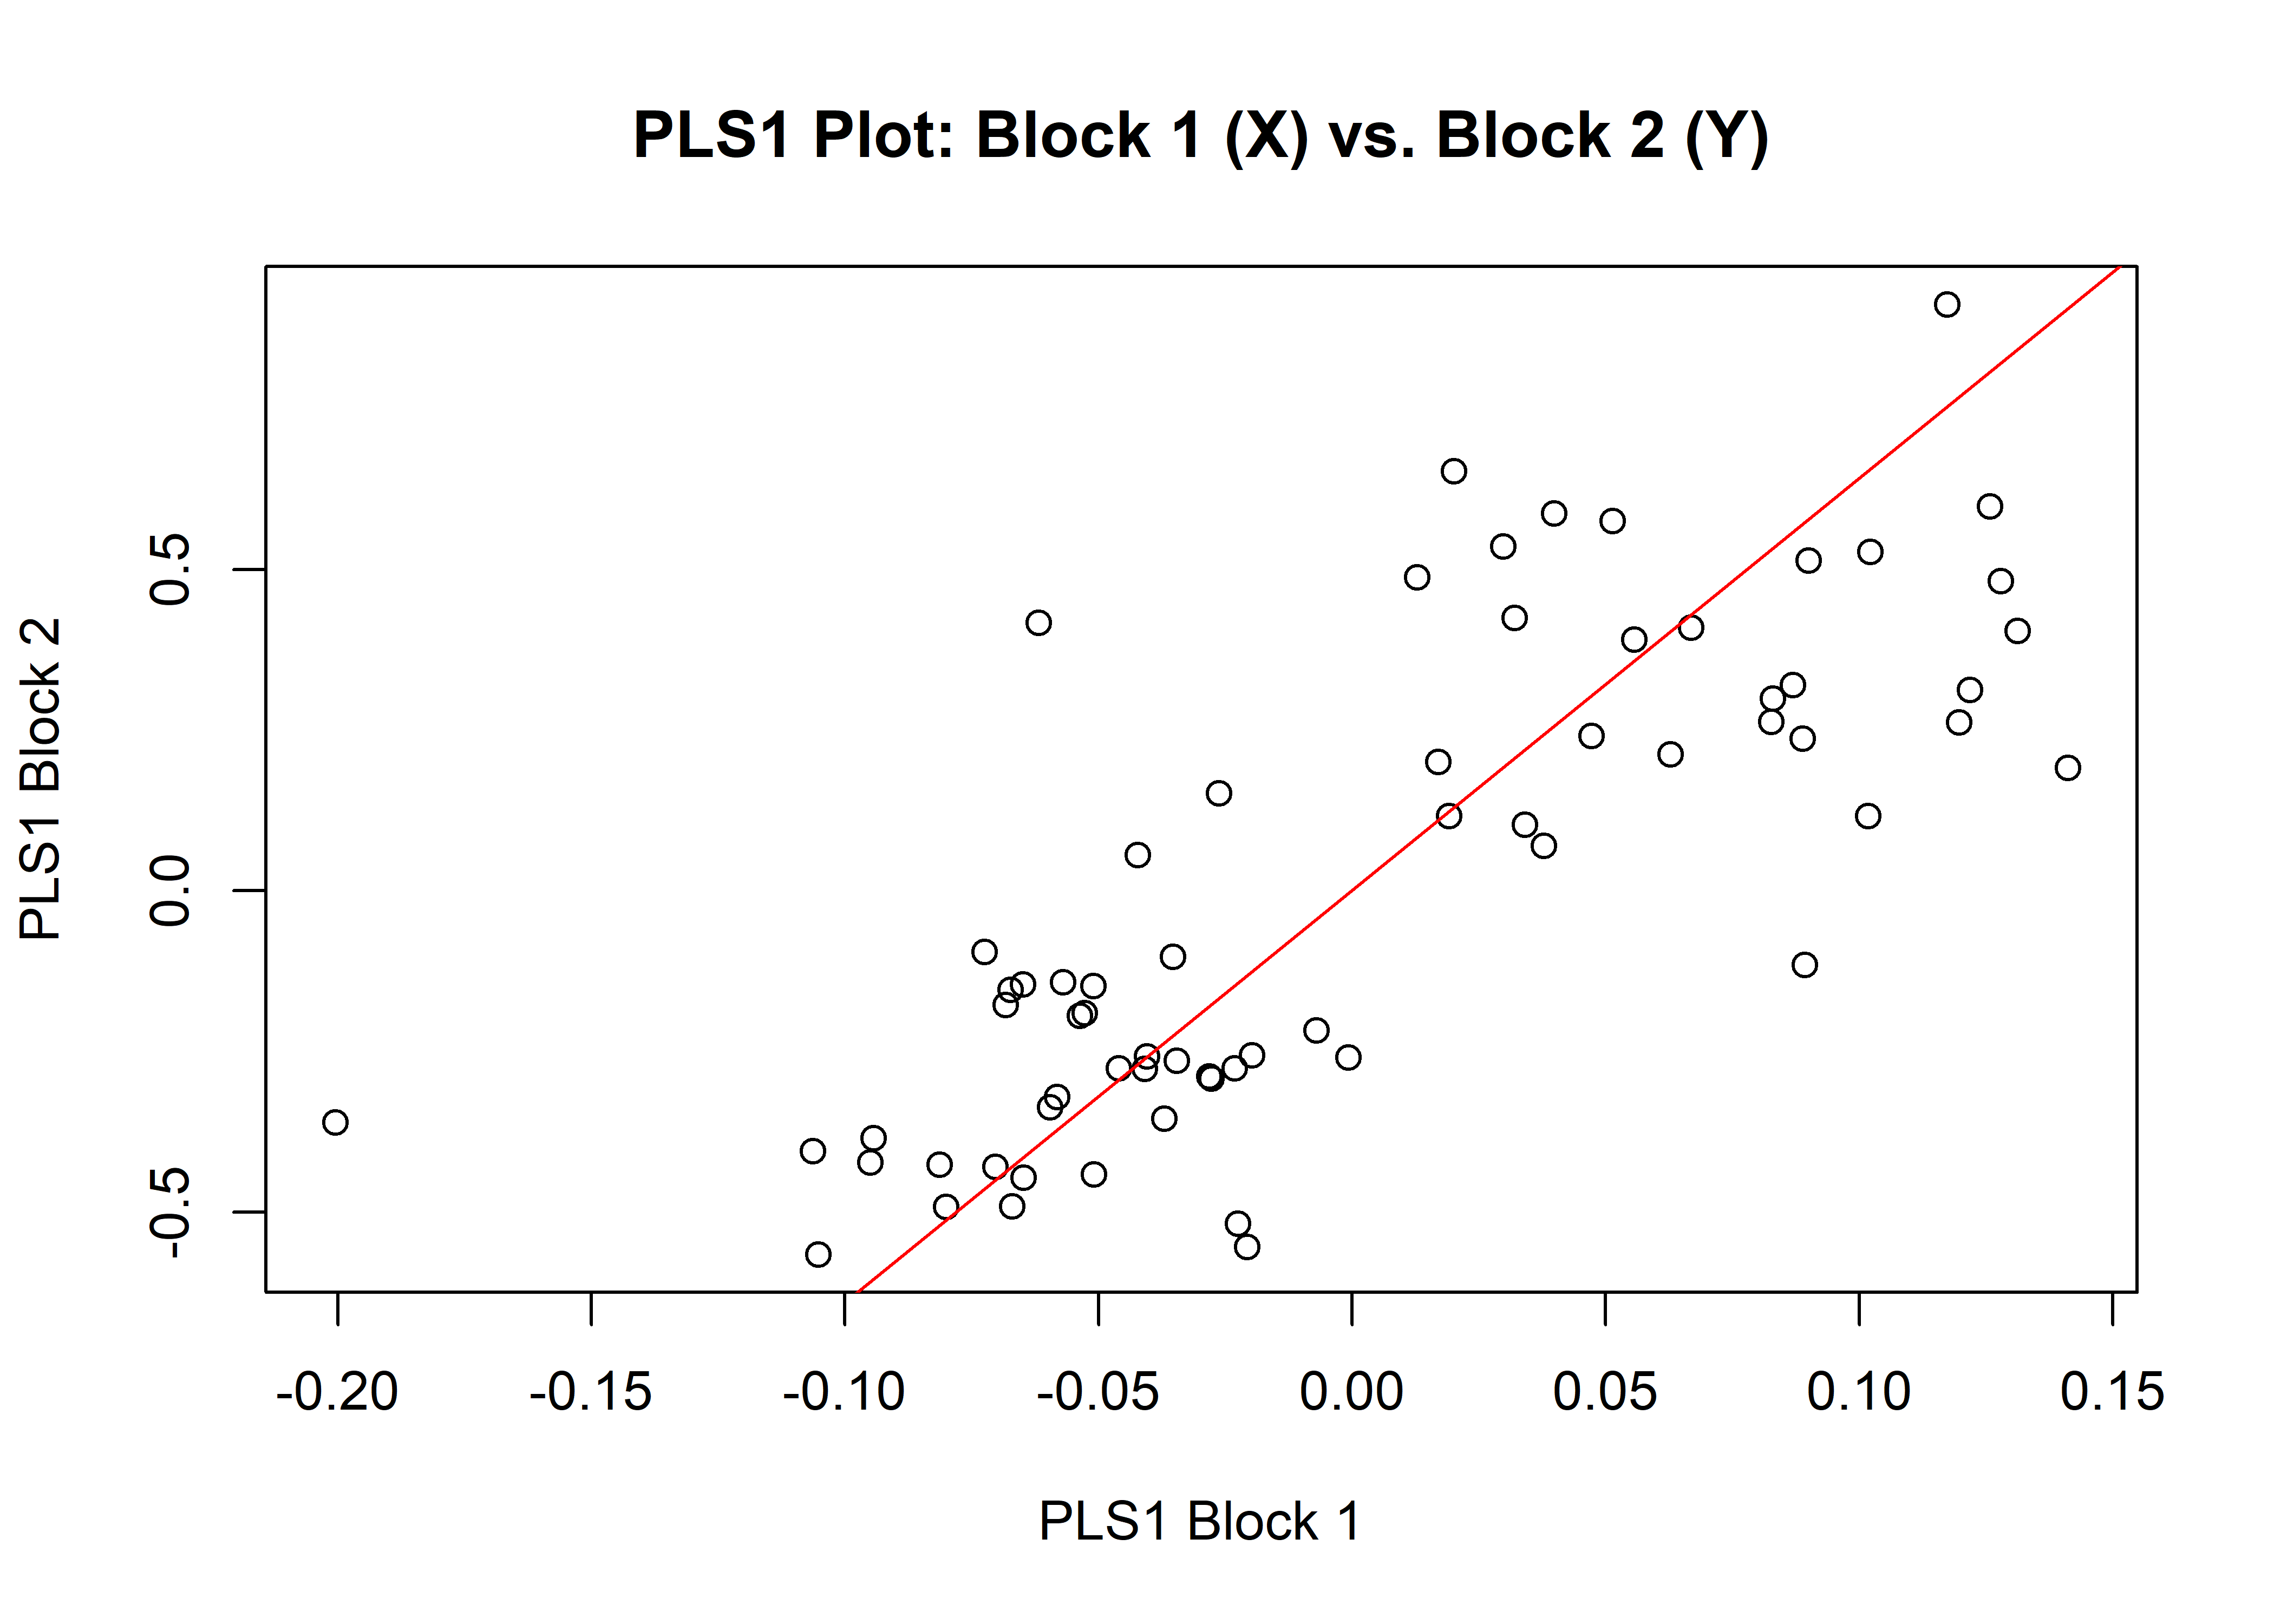 PLS1 Plot: Block 1 (X) vs. Block 2 (Y)
PLS1 Block 2
0.5
0.0
-0.5
-0.20 -0.15 -0.10 -0.05 0.00 0.05 0.10 0.15
PLS1 Block 1